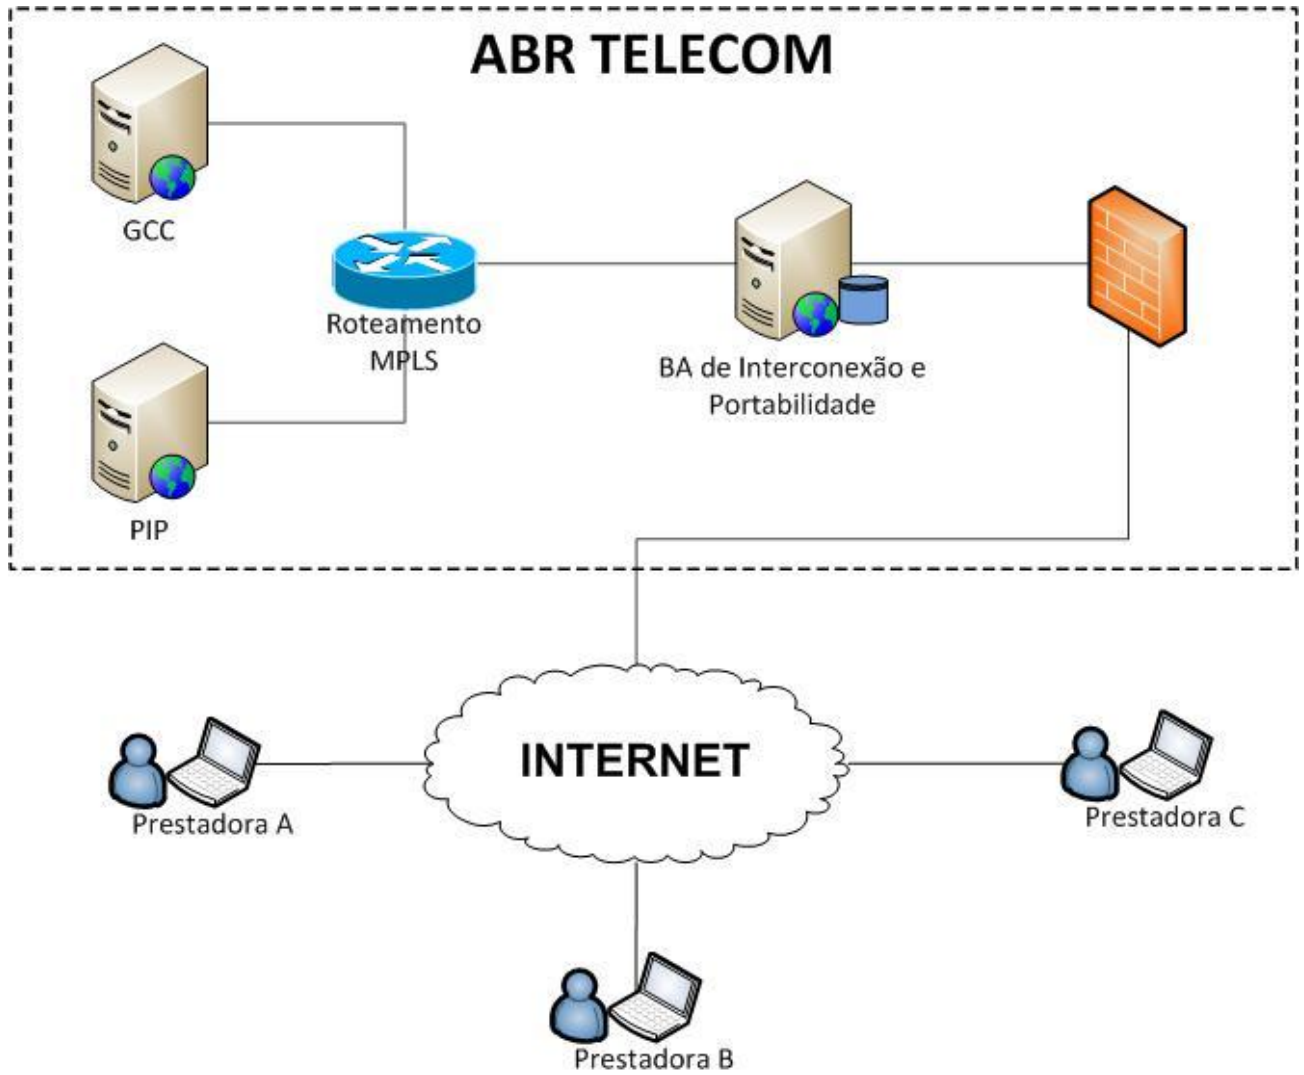 ABR TELECOM
GCC
Roteamento
MPLS
BA de Interconexão e
Portabilidade
PIP
INTERNET
Prestadora A
Prestadora C
Prestadora B